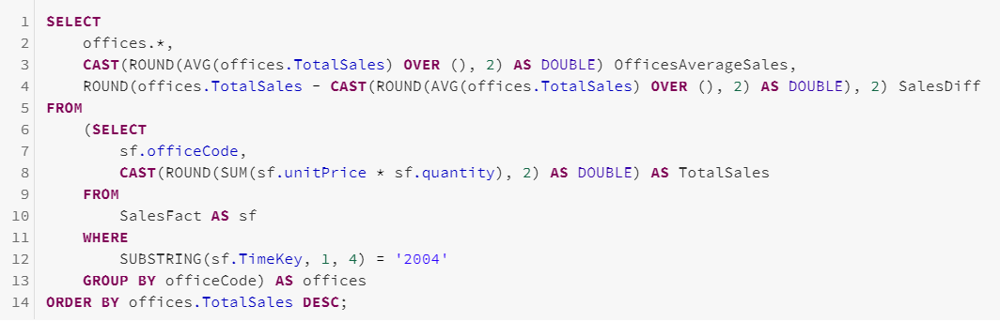 1 SELECT
2 offices.*,
3 CAST(ROUND(AVG(offices.TotalSales) OVER (), 2) AS DOUBLE) OfficesAverageSales,
4 ROUND(offices.TotalSales - CAST(ROUND(AVG(offices.TotalSales) OVER (), 2) AS DOUBLE), 2) SalesDiff
5 FROM
6 (SELECT
7 sf.officeCode,
8 CAST(ROUND(SUM(sf.unitPrice * sf.quantity), 2) AS DOUBLE) AS TotalSales
9 FROM
10 SalesFact AS sf
11 WHERE
12 SUBSTRING(sf.TimeKey, 1, 4) = '2004'
13 GROUP BY officeCode) AS offices
14 ORDER BY offices.TotalSales DESC;